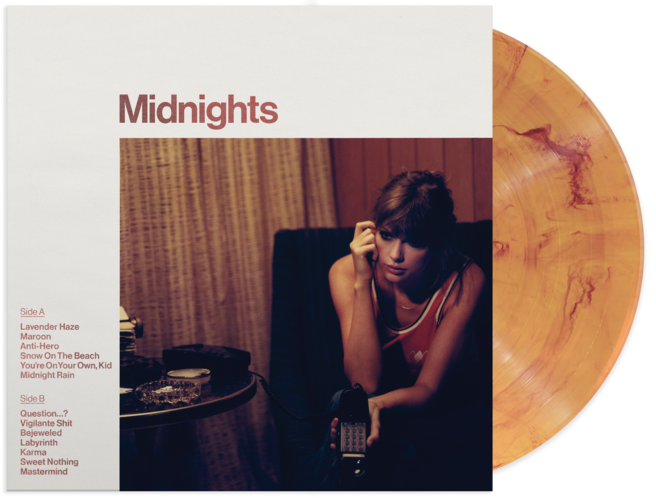 Midnights
Side A
Lavender Haze
Maroon
Anti-Hero
Snow On The Beach
You're On Your Own, Kid
Midnight Rain
Side B
Question...?
Vigilante Shit
Bejeweled
Labyrinth
Karma
Sweet Nothing
Mastermind